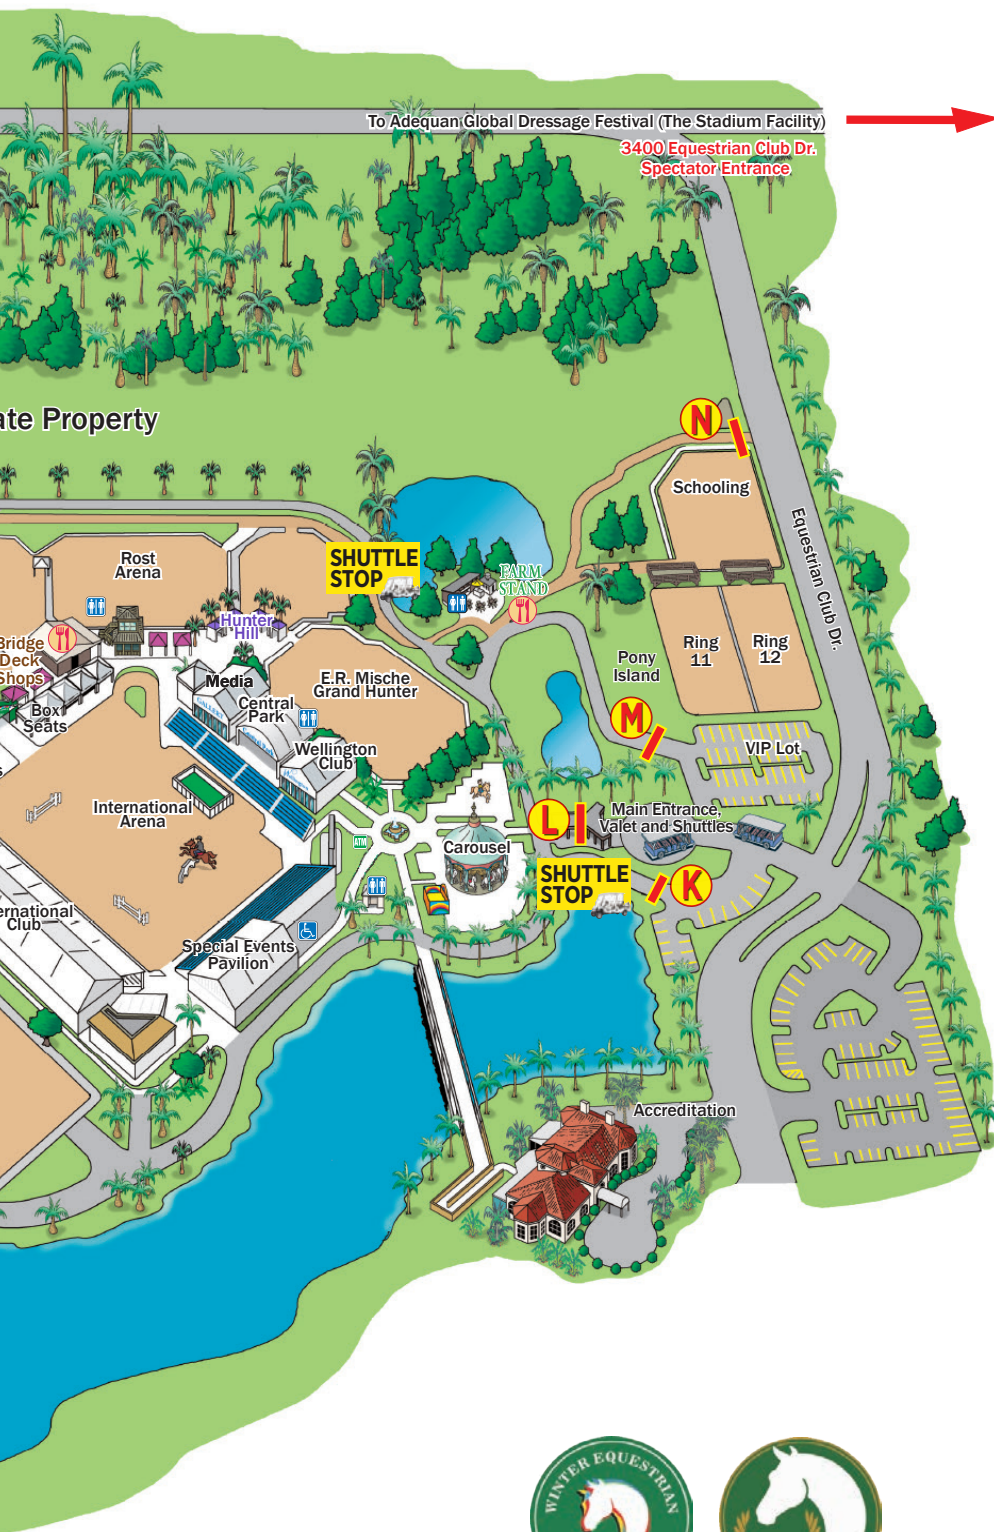 To Adequan Global Dressage Festival (The Stadium Facility)
3400 Equestrian Club Dr.
Spectator Entrance
ate Property
N
Schooling
Equestrian Club Dr.
SHUTTLE
STOP
FARM
STAND
Rost
Arena
Hunter
Hill
Bridge
Deck
Shops
Box
Seats
Media
GALLERY
Central
Park
E.R. Mische
Grand Hunter
Wellington
Club
Pony
Island
Ring
11
Ring
12
M
VIP Lot
International
Arena
ATM
Carousel
L
Main Entrance,
Valet and Shuttles
SHUTTLE
STOP
K
ernational
Club
Special Events
Pavilion
Accreditation
WINTER EQUESTRIAN